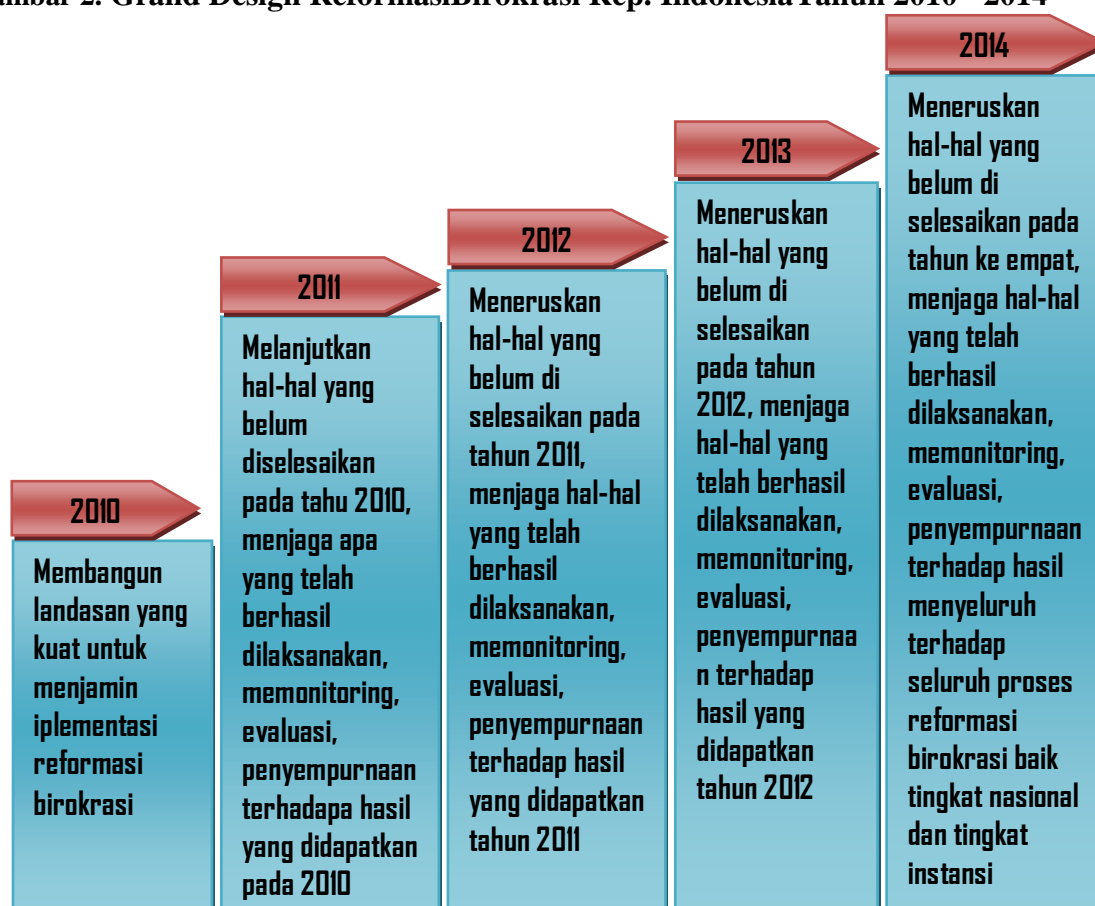 mbar 2. Grand Design ReformasiBirokrasi Rep. IndonesiaTahun 2010 - 2014
2010
Membangun
landasan yang
kuat untuk
menjamin
iplementasi
reformasi
birokrasi
2011
Melanjutkan
hal-hal yang
belum
diselesaikan
pada tahu 2010,
menjaga apa
yang telah
berhasil
dilaksanakan,
memonitoring,
evaluasi,
penyempurnaan
terhadapa hasil
yang didapatkan
pada 2010
2012
Meneruskan
hal-hal yang
belum di
selesaikan pada
tahun 2011,
menjaga hal-hal
yang telah
berhasil
dilaksanakan,
memonitoring,
evaluasi,
penyempurnaan
terhadap hasil
yang didapatkan
tahun 2011
2013
Meneruskan
hal-hal yang
belum di
selesaikan
pada tahun
2012, menjaga
hal-hal yang
telah berhasil
dilaksanakan,
memonitoring,
evaluasi,
penyempurnaa
n terhadap
hasil yang
didapatkan
tahun 2012
2014
Meneruskan
hal-hal yang
belum di
selesaikan pada
tahun ke empat,
menjaga hal-hal
yang telah
berhasil
dilaksanakan,
memonitoring,
evaluasi,
penyempurnaan
terhadap hasil
menyeluruh
terhadap
seluruh proses
reformasi
birokrasi baik
tingkat nasional
dan tingkat
instansi